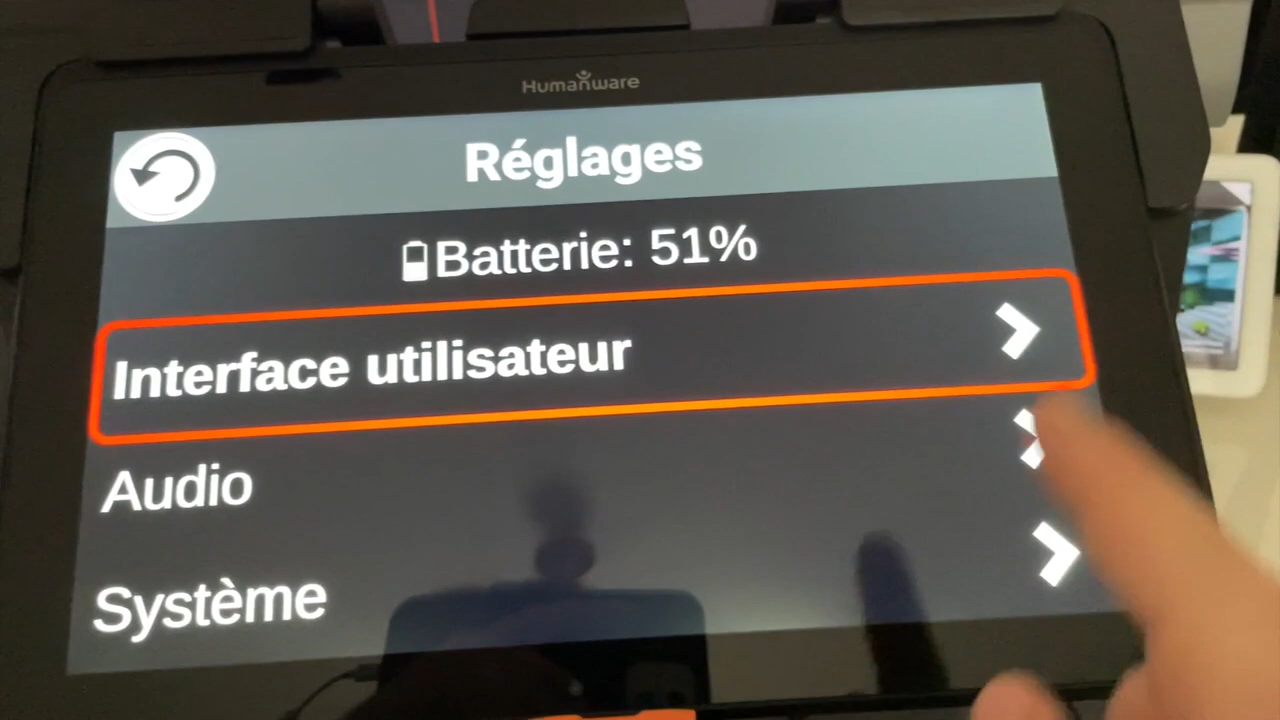 Humanware
Réglages
Batterie: 51%
Interface utilisateur
Audio
Système